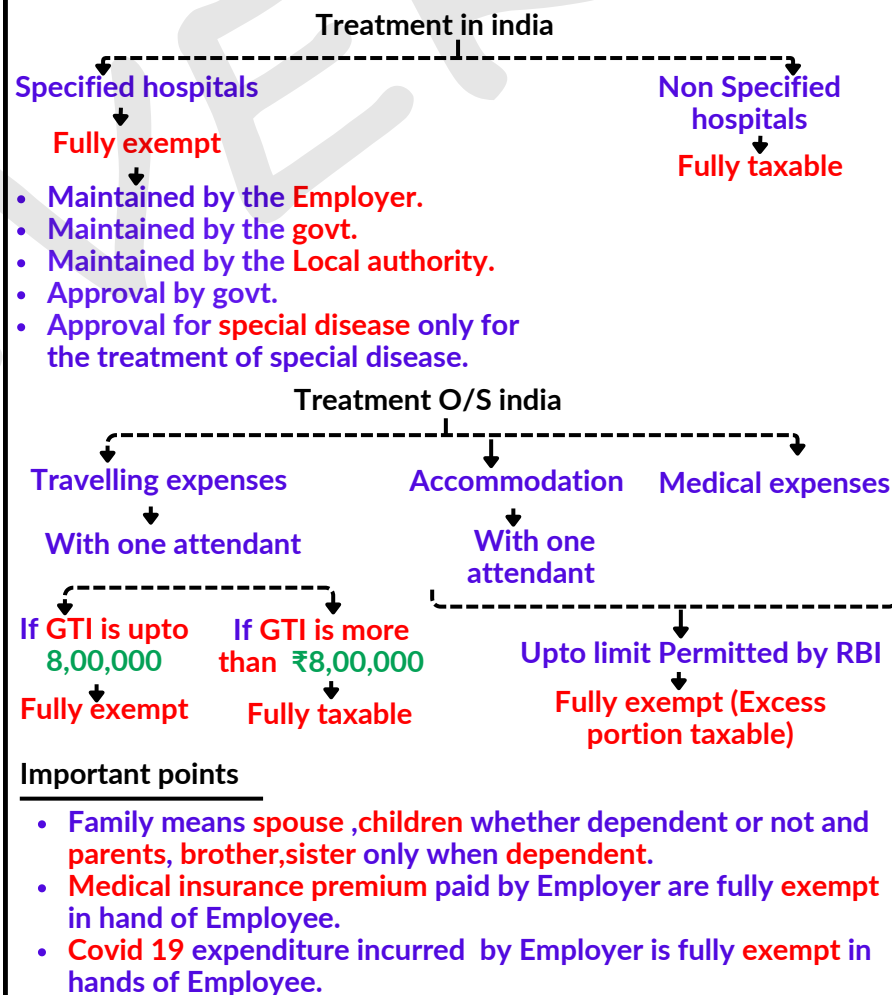 Treatment in india
Specified hospitals
Non Specified
hospitals
Fully exempt
Fully taxable
• Maintained by the Employer.
• Maintained by the govt.
• Maintained by the Local authority.
• Approval by govt.
• Approval for special disease only for
the treatment of special disease.
Treatment O/S india
Travelling expenses
Accommodation
Medical expenses
With one attendant
With one
attendant
If GTI is upto
8,00,000
If GTI is more
than ₹8,00,000
Upto limit Permitted by RBI
Fully exempt
Fully taxable
Fully exempt (Excess
portion taxable)
Important points
• Family means spouse ,children whether dependent or not and
parents, brother,sister only when dependent.
• Medical insurance premium paid by Employer are fully exempt
in hand of Employee.
• Covid 19 expenditure incurred by Employer is fully exempt in
hands of Employee.